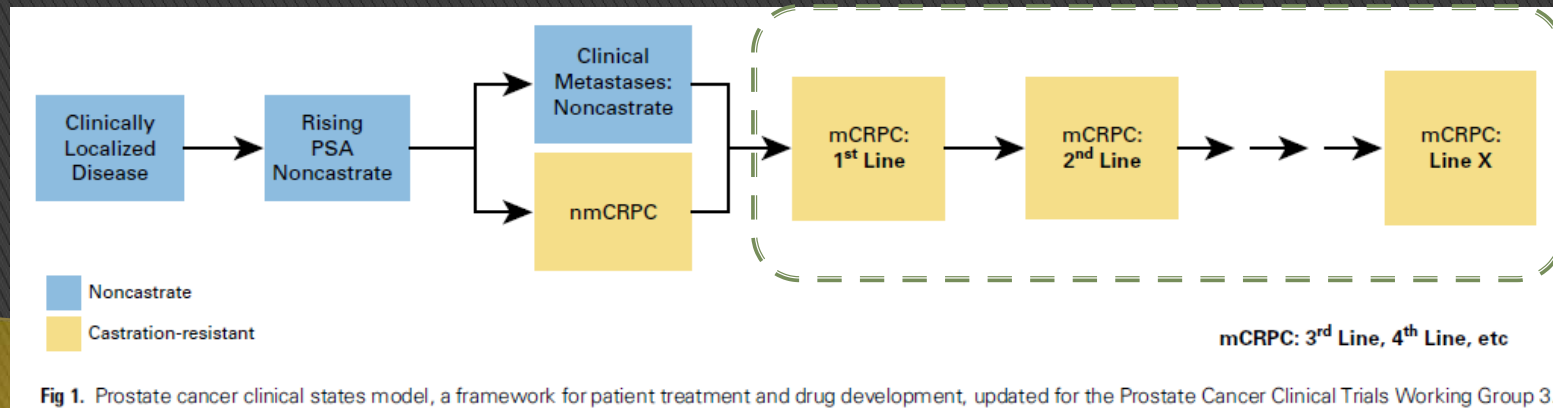 Clinically
Localized
Disease
Rising
PSA
Noncastrate
Clinical
Metastases:
Noncastrate
nmCRPC
mCRPC:
1st Line
mCRPC:
2nd Line
mCRPC:
Line X
Noncastrate
Castration-resistant
mCRPC: 3rd Line, 4th Line, etc
Fig 1. Prostate cancer clinical states model, a framework for patient treatment and drug development, updated for the Prostate Cancer Clinical Trials Working Group 3